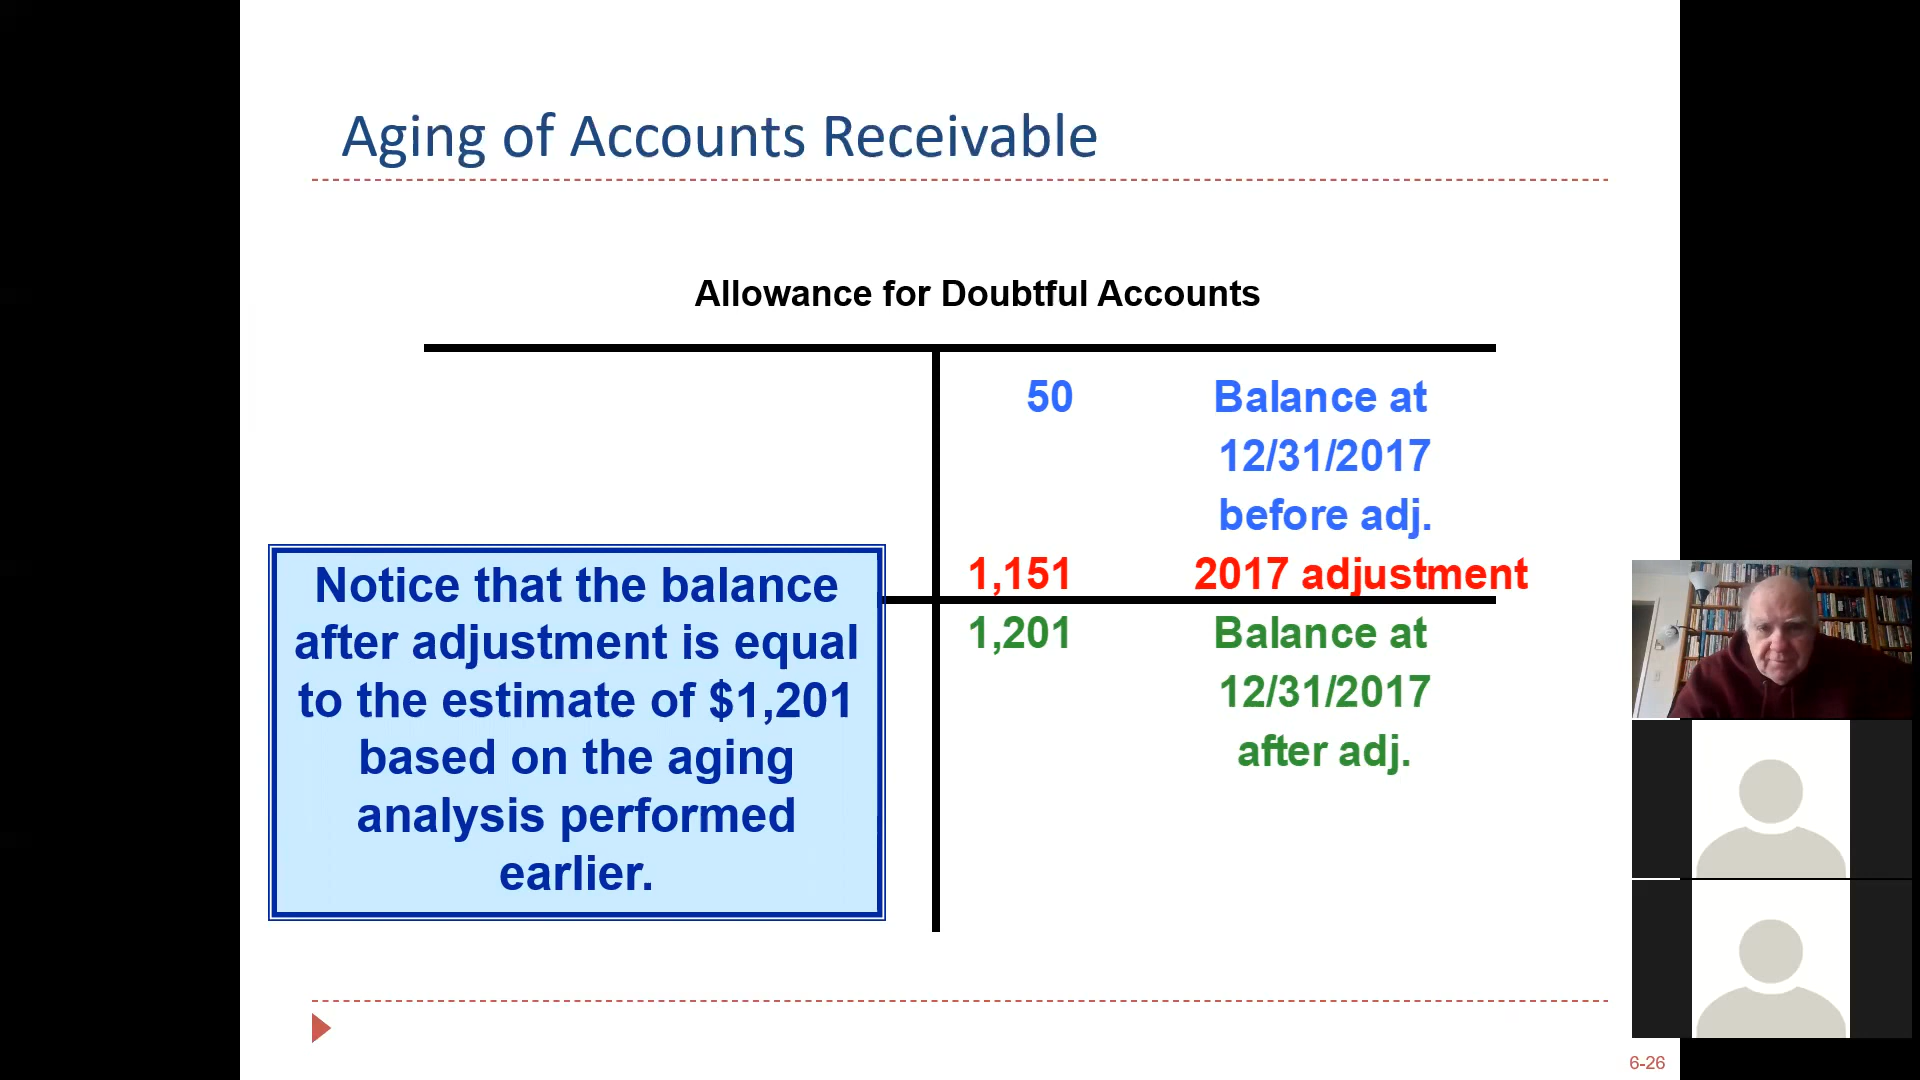 Aging of Accounts Receivable
Allowance for Doubtful Accounts
50 Balance at
12/31/2017
before adj.
1,151 2017 adjustment
1,201 Balance at
12/31/2017
after adj.
Notice that the balance
after adjustment is equal
to the estimate of $1,201
based on the aging
analysis performed
earlier.
6-26